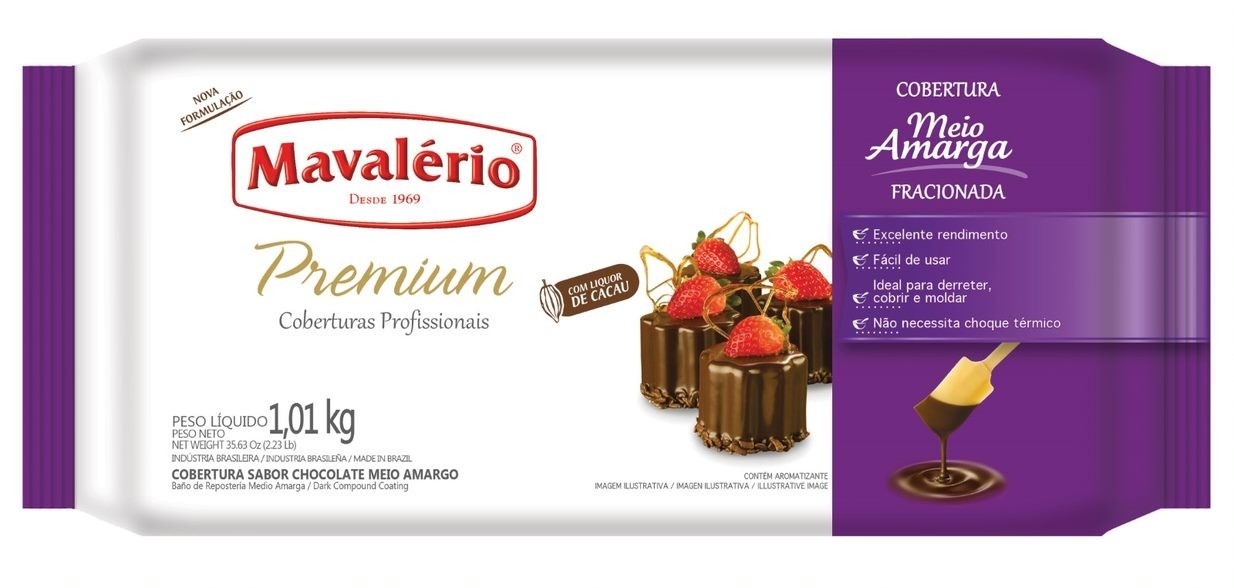 NOVA
FORMULAÇÃO
Mavalério®
DESDE 1969
Premium
Coberturas Profissionais
COM LIQUOR
DE CACAU
PESO LÍQUIDO 1,01 kg
PESO NETO
NET WEIGHT 35.63 Oz (2.23 Lb)
INDÚSTRIA BRASILEIRA / INDUSTRIA BRASILEÑA / MADE IN BRAZIL
COBERTURA SABOR CHOCOLATE MEIO AMARGO
Baño de Repostería Medio Amarga / Dark Compound Coating
CONTÉM AROMATIZANTE
IMAGEM ILUSTRATIVA / IMAGEN ILUSTRATIVA / ILLUSTRATIVE IMAGE
COBERTURA
Meio
Amarga
FRACIONADA
Excelente rendimento
Fácil de usar
Ideal para derreter,
cobrir e moldar
Não necessita choque térmico